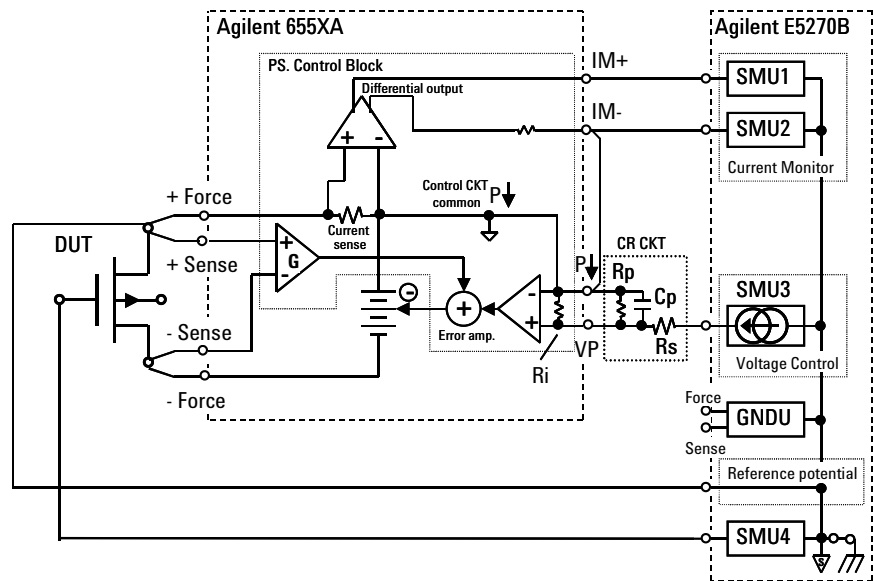 Agilent 655XA
Agilent E5270B
PS. Control Block
Differential output
IM+
SMU1
IM-
SMU2
+
-
Current Monitor
+ Force
Control CKT
common
P
Current
sense
DUT
+
G
-
+ Sense
P
CR CKT
Rp
Cp
SMU3
-
+
+
-
Error amp.
Rs
- Sense
VP
Ri
Voltage Control
- Force
Force
GNDU
Sense
Reference potential
SMU4
S